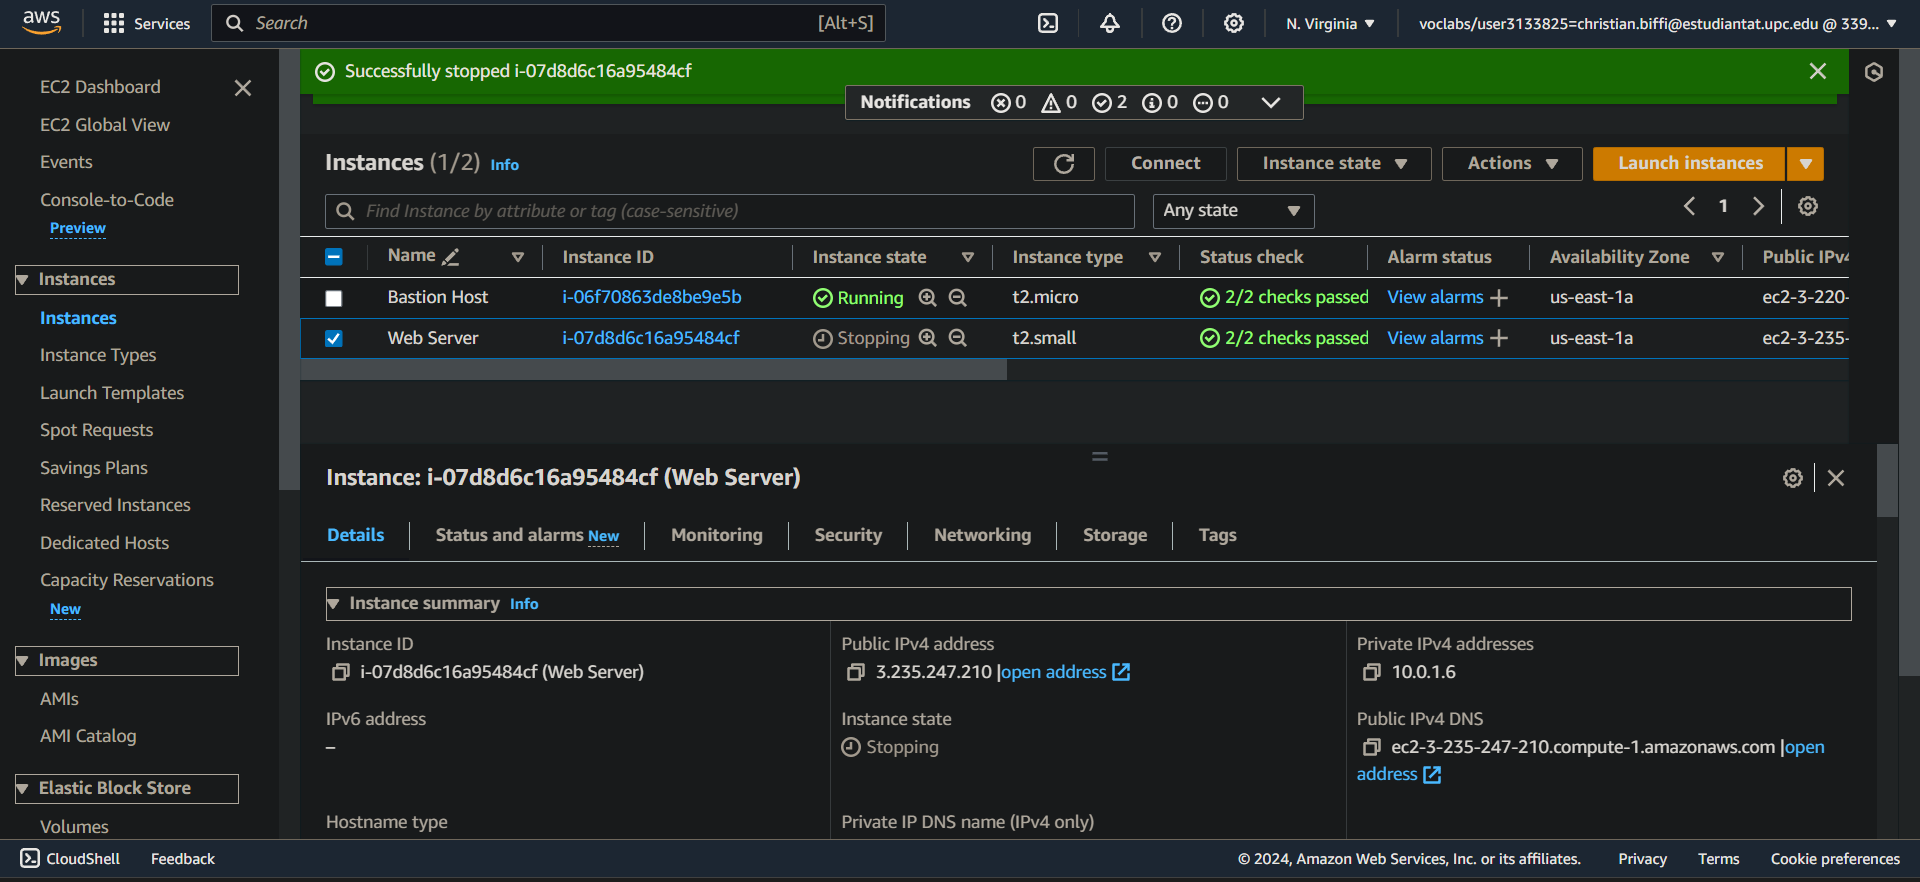 aws
Services
Search [Alt+S]
N. Virginia
voclabs/user3133825=christian.biffi@estudiantat.upc.edu @ 339...
EC2 Dashboard
EC2 Global View
Events
Console-to-Code
Preview
Instances
Instances
Instance Types
Launch Templates
Spot Requests
Savings Plans
Reserved Instances
Dedicated Hosts
Capacity Reservations
New
Images
AMIs
AMI Catalog
Elastic Block Store
Volumes
Successfully stopped i-07d8d6c16a95484cf
Notifications 0 0 2 0 0
Instances (1/2) Info
Connect
Instance state
Actions
Launch instances
Find Instance by attribute or tag (case-sensitive)
Any state
1
Name Instance ID Instance state Instance type Status check Alarm status Availability Zone Public IPv4
Bastion Host i-06f70863de8be9e5b Running t2.micro 2/2 checks passed View alarms us-east-1a ec2-3-220-
Web Server i-07d8d6c16a95484cf Stopping t2.small 2/2 checks passed View alarms us-east-1a ec2-3-235-
Instance: i-07d8d6c16a95484cf (Web Server)
Details Status and alarms New Monitoring Security Networking Storage Tags
Instance summary Info
Instance ID
i-07d8d6c16a95484cf (Web Server)
Public IPv4 address
3.235.247.210 |open address
Private IPv4 addresses
10.0.1.6
IPv6 address
–
Instance state
Stopping
Public IPv4 DNS
ec2-3-235-247-210.compute-1.amazonaws.com |open
address
Hostname type
Private IP DNS name (IPv4 only)
CloudShell Feedback
© 2024, Amazon Web Services, Inc. or its affiliates. Privacy Terms Cookie preferences